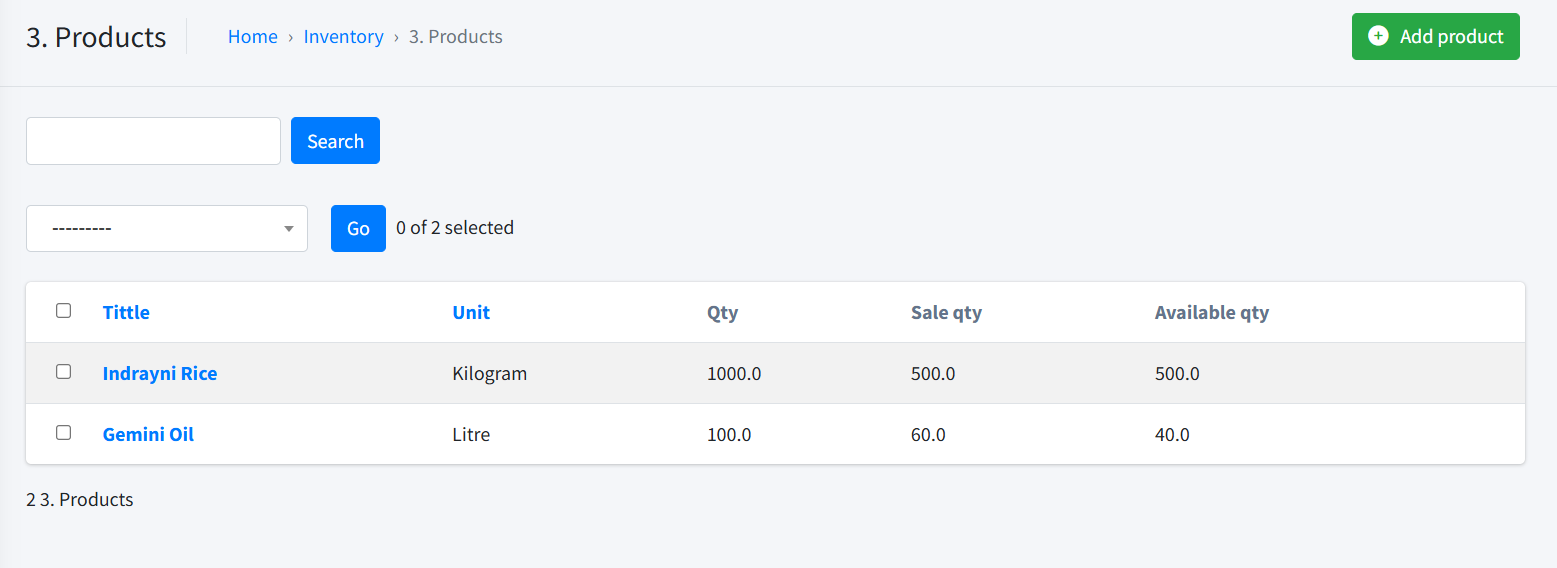 3. Products Home › Inventory › 3. Products Add product
Search
--------- Go 0 of 2 selected
Tittle Unit Qty Sale qty Available qty
Indrayni Rice Kilogram 1000.0 500.0 500.0
Gemini Oil Litre 100.0 60.0 40.0
2 3. Products